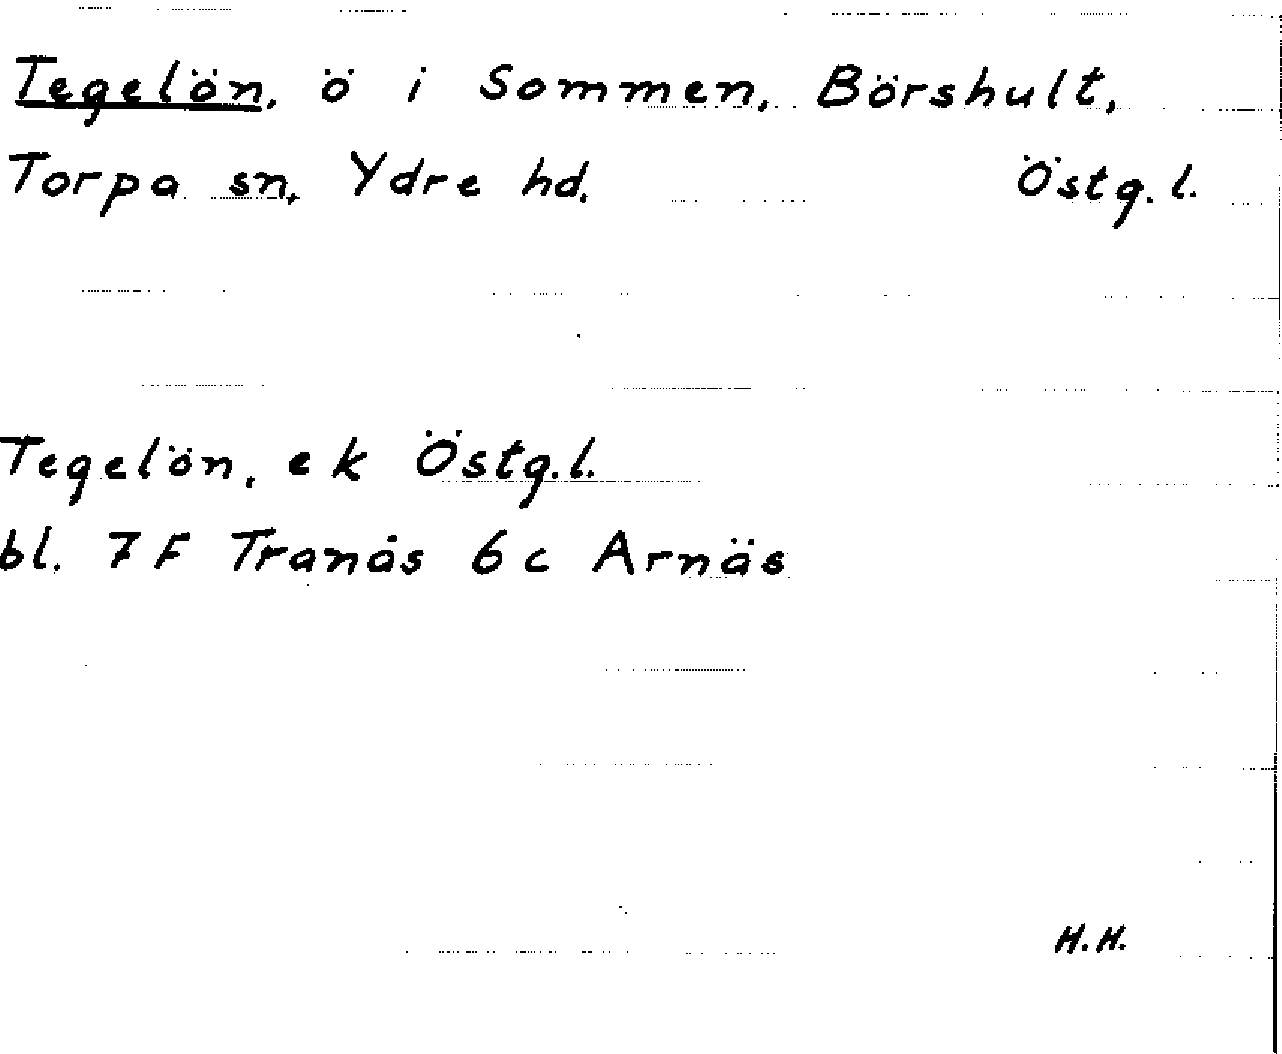 Tegelön, ö i Sommen, Börshult,
Torpa sn, Ydre hd. Östg. l.
Tegelön, ek Östg. l.
bl. 7 F Tranås 6 c Arnäs
H. H.